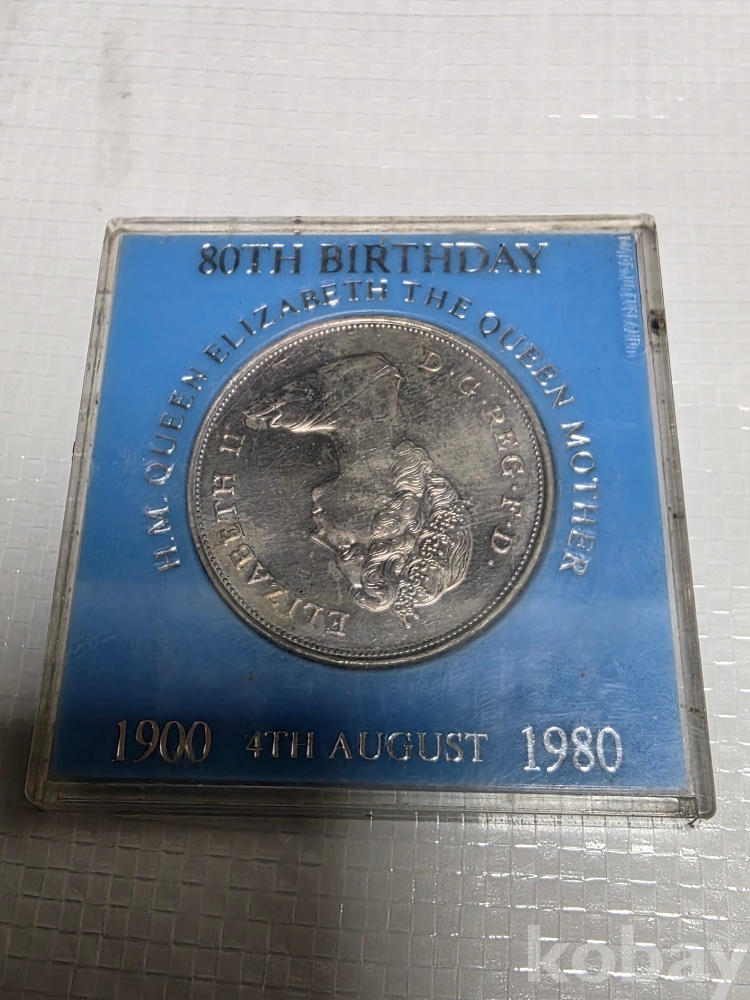 80TH BIRTHDAY
H.M. QUEEN ELIZABETH THE QUEEN MOTHER
ELIZABETH II
D·G·REG·F·D·
1900 4TH AUGUST 1980
kobay